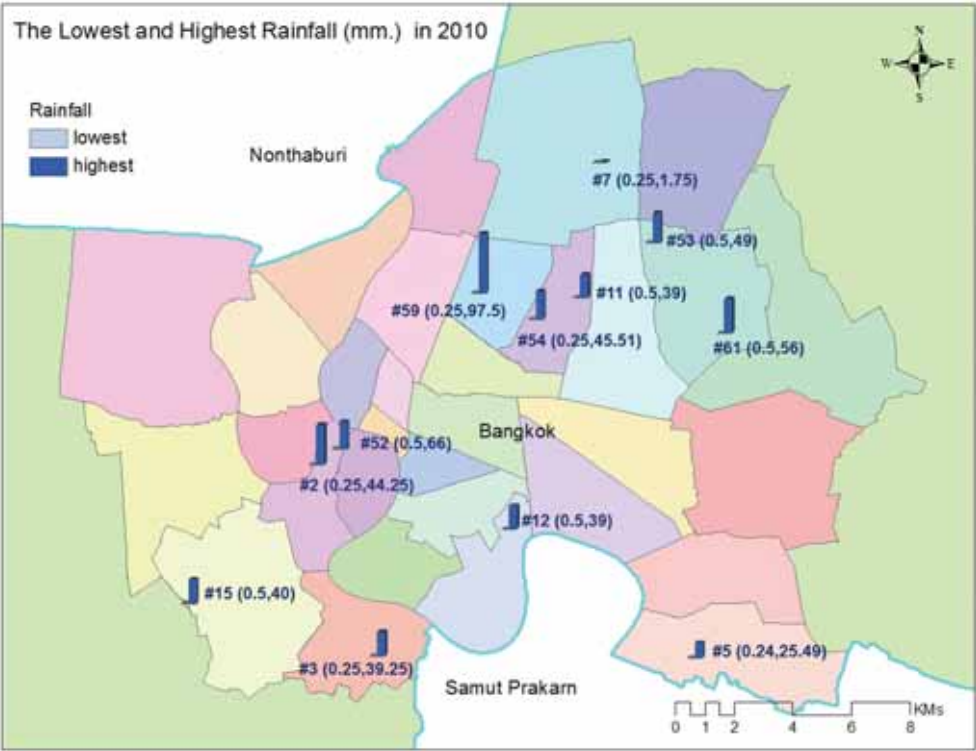 The Lowest and Highest Rainfall (mm.) in 2010
N
W E
S
Rainfall
lowest
highest
Nonthaburi
#7 (0.25,1.75)
#53 (0.5,49)
#59 (0.25,97.5)
#11 (0.5,39)
#54 (0.25,45.51)
#61 (0.5,56)
Bangkok
#52 (0.5,66)
#2 (0.25,44.25)
#12 (0.5,39)
#15 (0.5,40)
#3 (0.25,39.25)
#5 (0.24,25.49)
Samut Prakarn
KMs
0 1 2 4 6 8